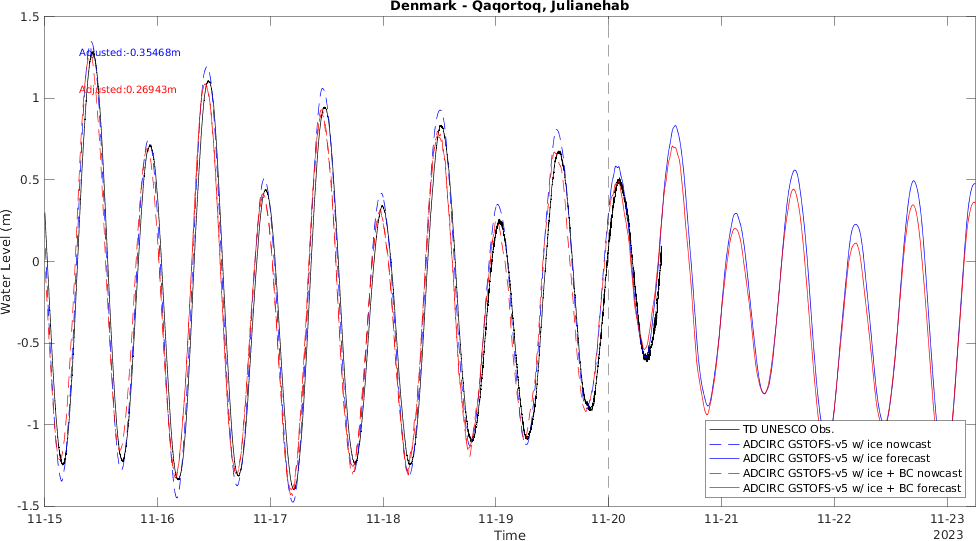 Denmark - Qaqortoq, Julianehab
1.5
1
0.5
0
-0.5
-1
-1.5
Water Level (m)
Adjusted:-0.35468m
Adjusted:0.26943m
TD UNESCO Obs.
ADCIRC GSTOFS-v5 w/ ice nowcast
ADCIRC GSTOFS-v5 w/ ice forecast
ADCIRC GSTOFS-v5 w/ ice + BC nowcast
ADCIRC GSTOFS-v5 w/ ice + BC forecast
11-15 11-16 11-17 11-18 11-19 11-20 11-21 11-22 11-23
Time
2023